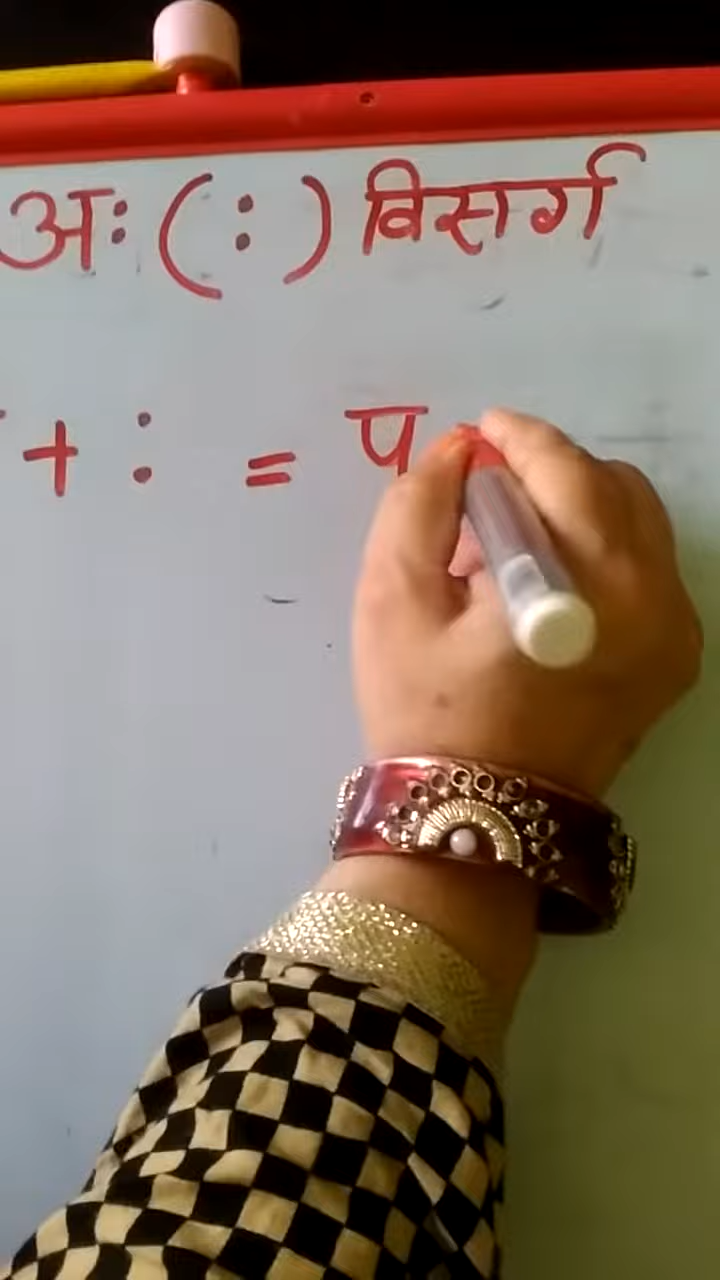 अः (ः) विसर्ग
+ ः = प